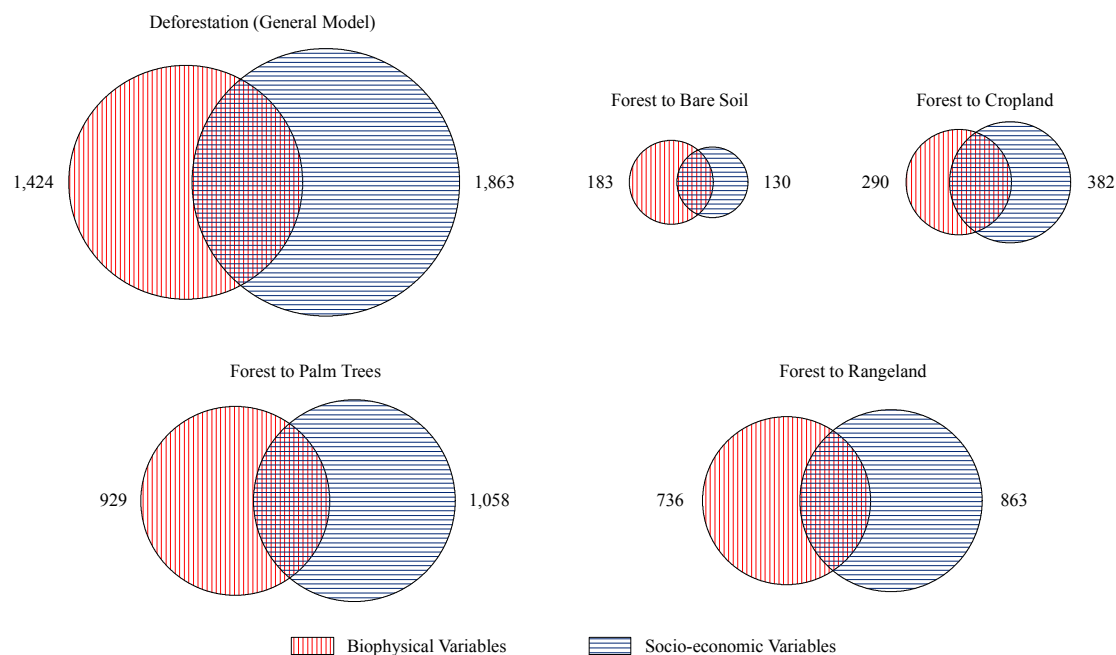 Deforestation (General Model)
1,424
1,863
Forest to Bare Soil
183
130
Forest to Cropland
290
382
Forest to Palm Trees
929
1,058
Forest to Rangeland
736
863
Biophysical Variables
Socio-economic Variables